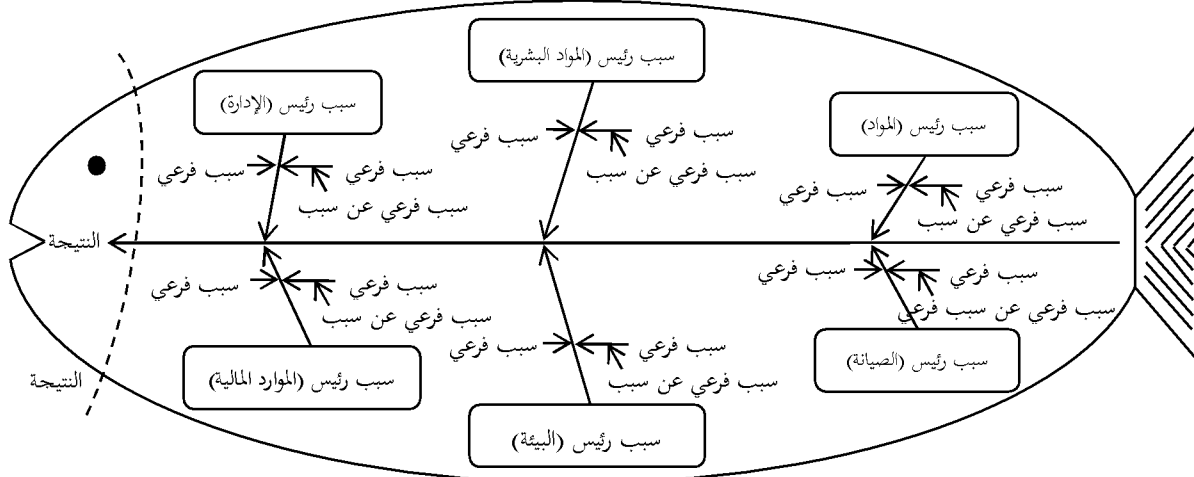 سبب رئيس (المواد البشرية)
سبب رئيس (الإدارة)
سبب رئيس (المواد)
سبب فرعي
سبب فرعي
سبب فرعي عن سبب
سبب فرعي
سبب فرعي
سبب فرعي عن سبب
سبب فرعي
سبب فرعي
سبب فرعي عن سبب
النتيجة
سبب فرعي
سبب فرعي
سبب فرعي عن سبب فرعي
سبب فرعي
سبب فرعي
سبب فرعي عن سبب
سبب فرعي
سبب فرعي
سبب فرعي عن سبب
سبب رئيس (الصيانة)
سبب رئيس (الموارد المالية)
النتيجة
سبب رئيس (البيئة)